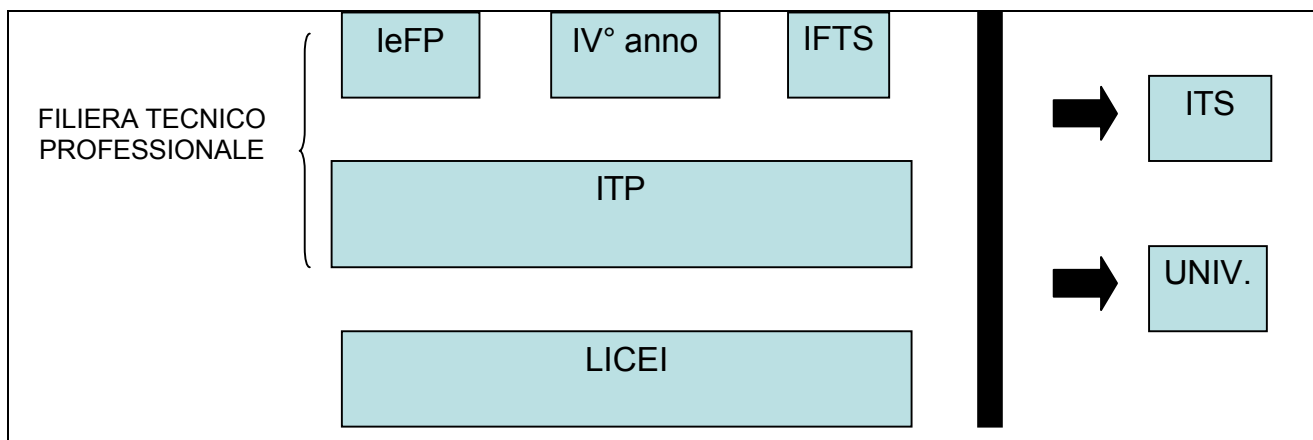 IeFP
IV° anno
IFTS
FILIERA TECNICO
PROFESSIONALE
ITS
ITP
UNIV.
LICEI